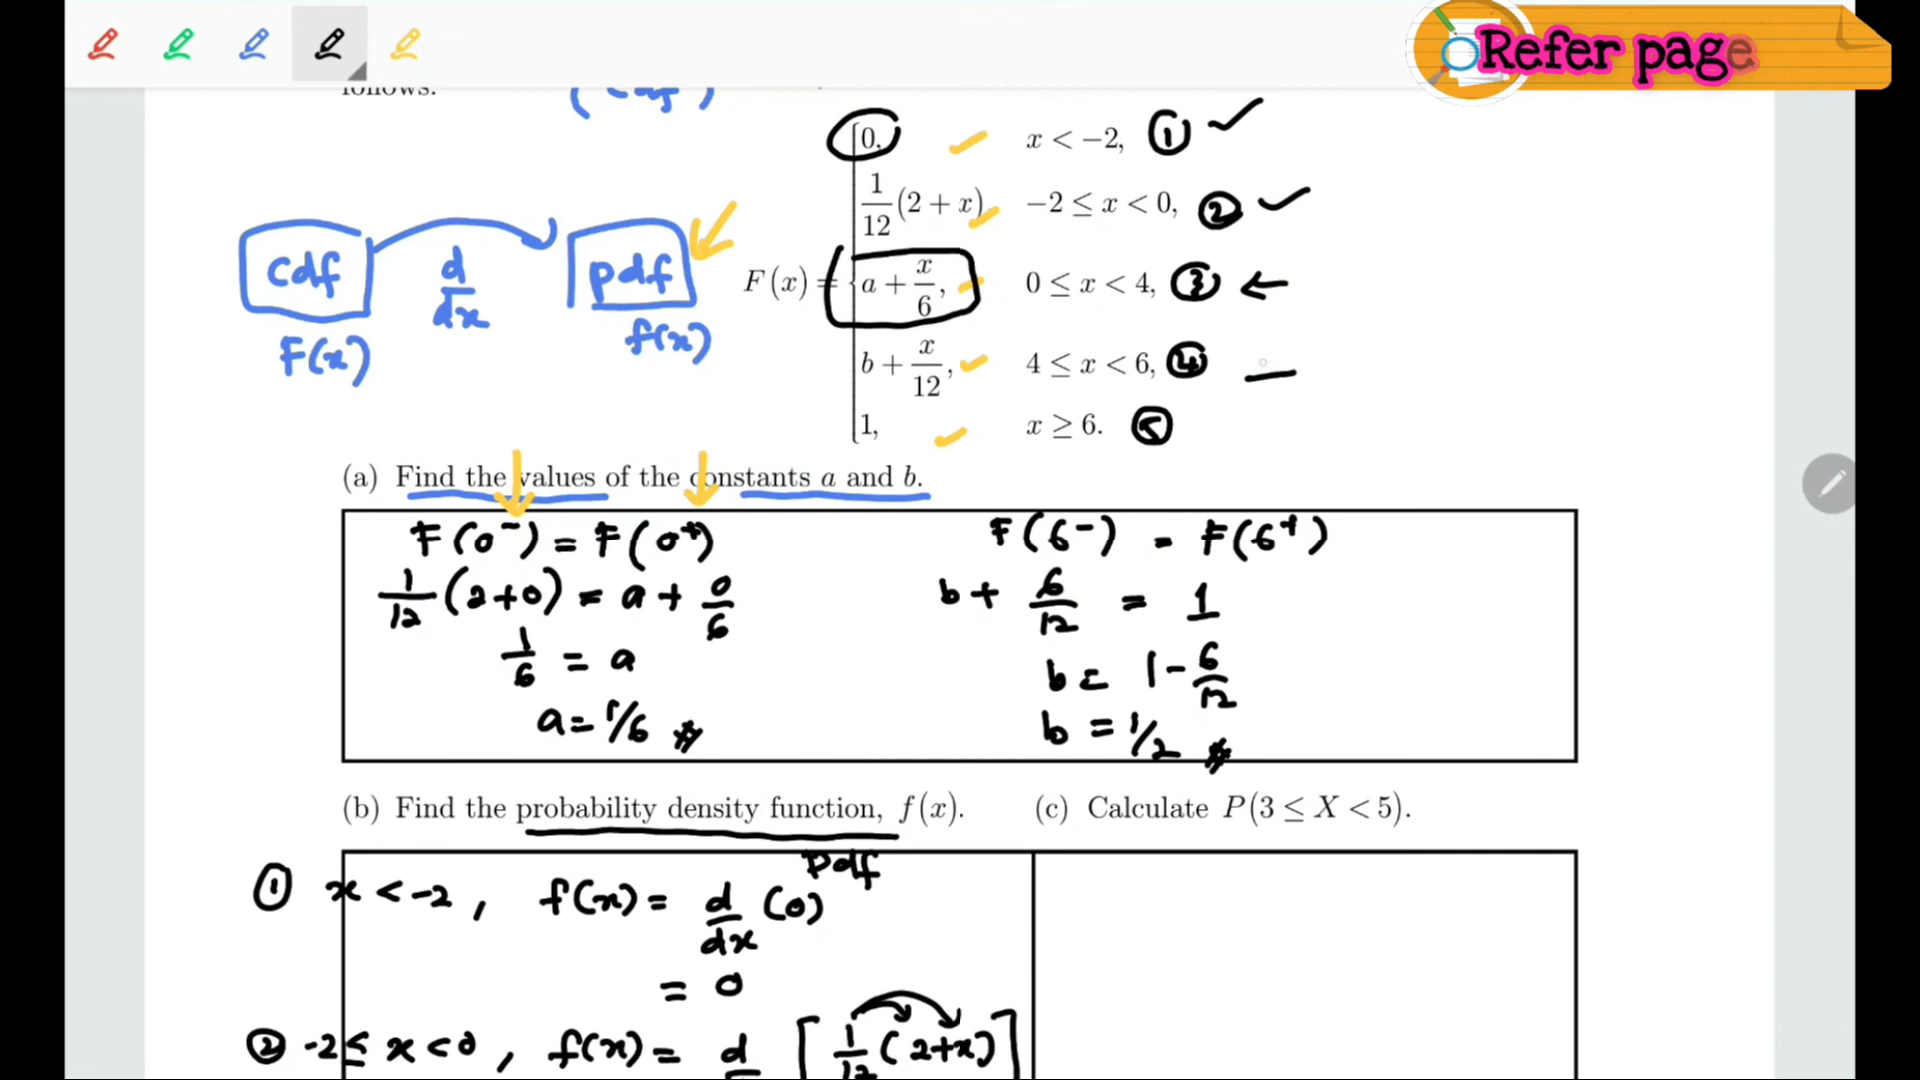 Refer page
follows:
(cdf)
0, x < −2, ①
1/12 (2 + x) −2 ≤ x < 0, ②
cdf d/dx pdf F(x) = a + x/6, 0 ≤ x < 4, ③
F(x) f(x)
b + x/12, 4 ≤ x < 6, ④
1, x ≥ 6. ⑤
(a) Find the values of the constants a and b.
F(0⁻) = F(0⁺) F(6⁻) = F(6⁺)
1/12 (2+0) = a + 0/6 b + 6/12 = 1
1/6 = a b = 1 − 6/12
a = 1/6 # b = 1/2 #
(b) Find the probability density function, f(x). (c) Calculate P(3 ≤ X < 5).
pdf
① x < −2, f(x) = d/dx (0)
= 0
② −2 ≤ x < 0, f(x) = d [1/12 (2+x)]